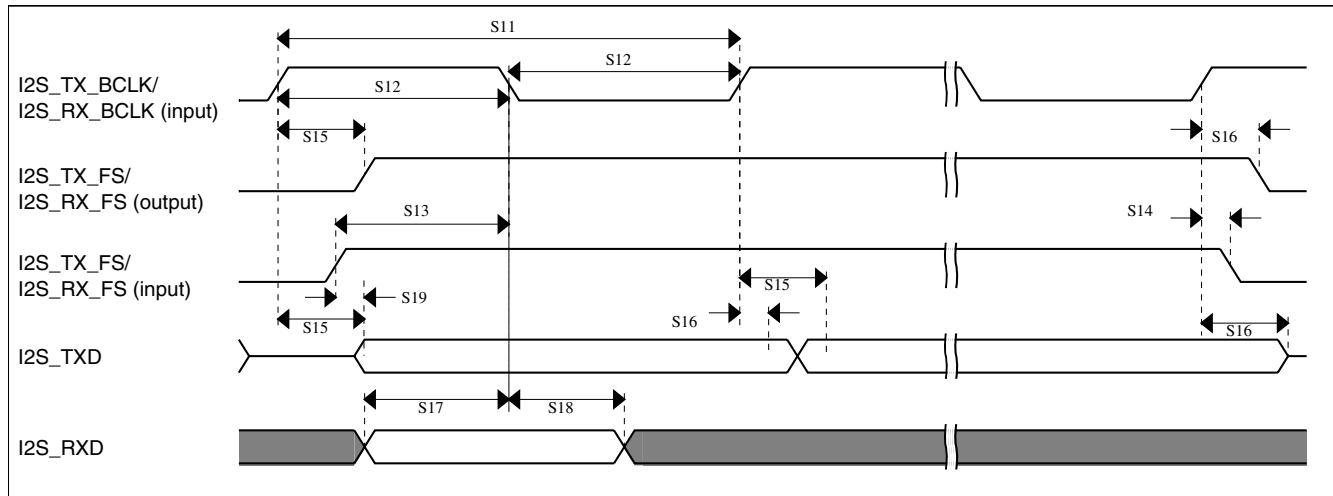 S11
I2S_TX_BCLK/
I2S_RX_BCLK (input)
S12
S12
S15
S16
I2S_TX_FS/
I2S_RX_FS (output)
S13
S14
I2S_TX_FS/
I2S_RX_FS (input)
S19
S15
S15
S16
S16
I2S_TXD
S17
S18
I2S_RXD